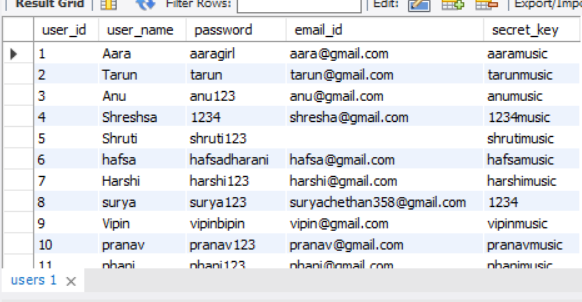 Result Grid Filter Rows: Edit: Export/Impo
user_id user_name password email_id secret_key
1 Aara aaragirl aara@gmail.com aaramusic
2 Tarun tarun tarun@gmail.com tarunmusic
3 Anu anu123 anu@gmail.com anumusic
4 Shreshsa 1234 shresha@gmail.com 1234music
5 Shruti shruti123 shrutimusic
6 hafsa hafsadharani hafsa@gmail.com hafsamusic
7 Harshi harshi123 harshi@gmail.com harshimusic
8 surya surya123 suryachethan358@gmail.com 1234
9 Vipin vipinbipin vipin@gmail.com vipinmusic
10 pranav pranav123 pranav@gmail.com pranavmusic
11 phani phani123 phani@gmail.com phanimusic
users 1